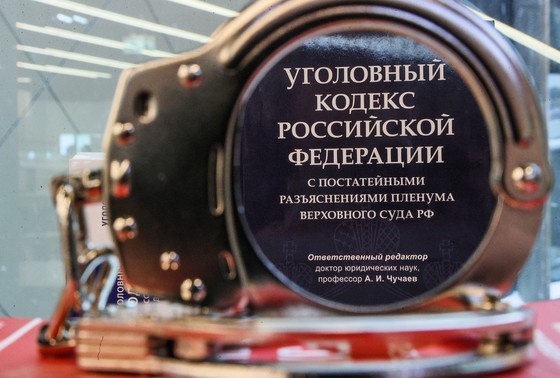 УГОЛОВНЫЙ
КОДЕКС
РОССИЙСКОЙ
ФЕДЕРАЦИИ
С ПОСТАТЕЙНЫМИ
РАЗЪЯСНЕНИЯМИ ПЛЕНУМА
ВЕРХОВНОГО СУДА РФ
Ответственный редактор
доктор юридических наук,
профессор А. И. Чучаев